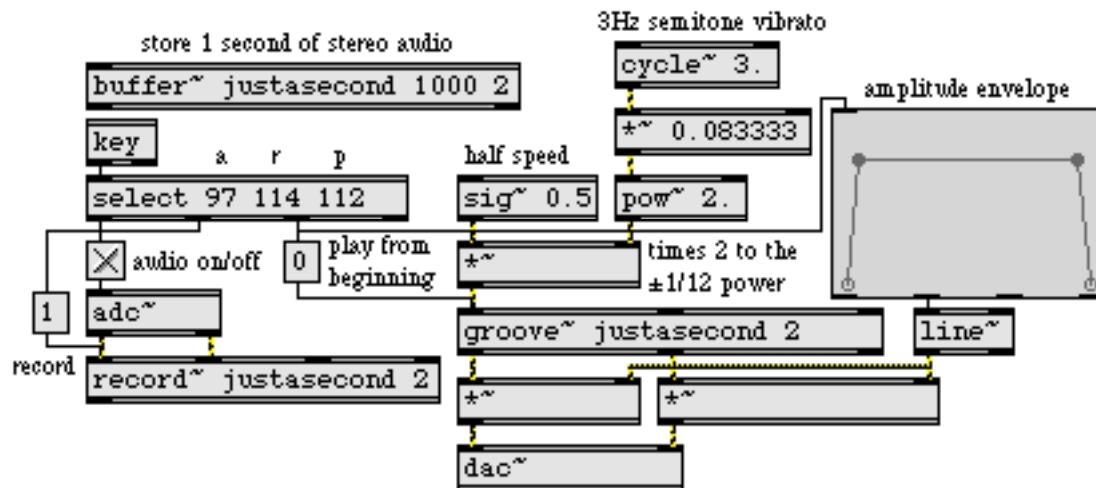 3Hz semitone vibrato
store 1 second of stereo audio
cycle~ 3.
buffer~ justasecond 1000 2
amplitude envelope
*~ 0.083333
key
a r p
half speed
select 97 114 112
sig~ 0.5
pow~ 2.
audio on/off
0
play from
beginning
*~
times 2 to the
±1/12 power
1
adc~
groove~ justasecond 2
line~
record
record~ justasecond 2
*~
*~
dac~